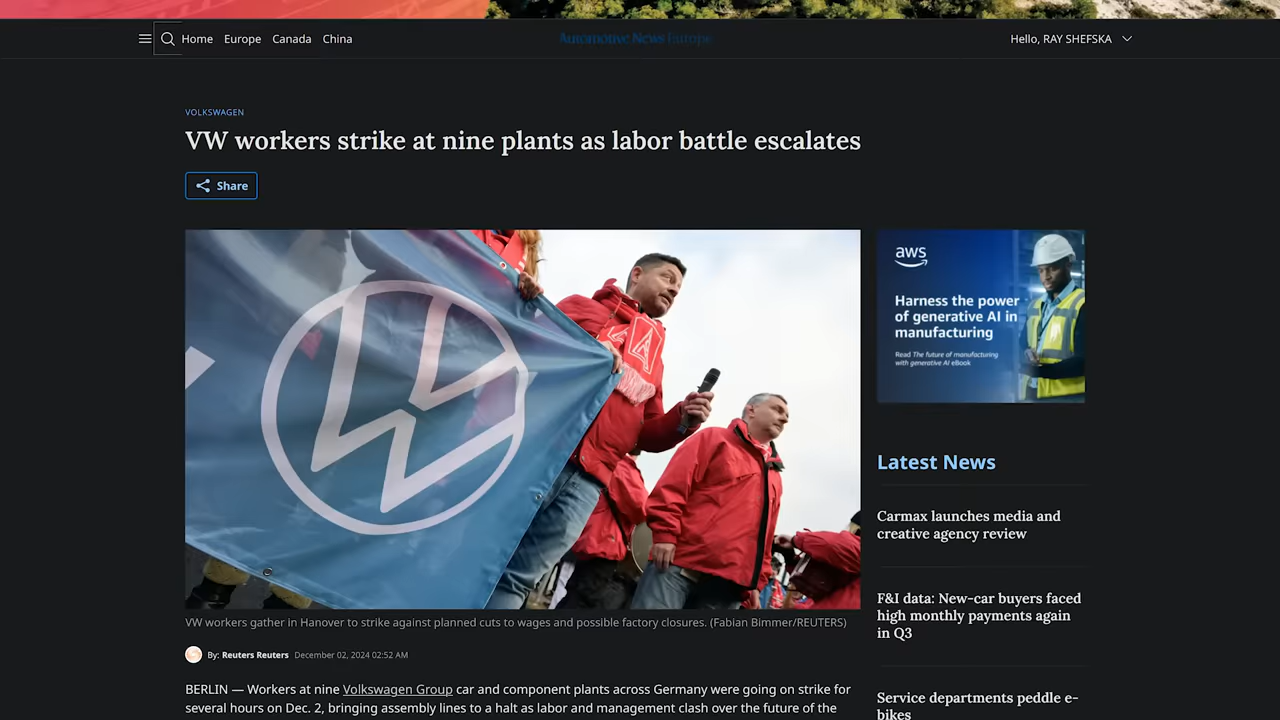 Home Europe Canada China
Automotive News Europe
Hello, RAY SHEFSKA
VOLKSWAGEN
VW workers strike at nine plants as labor battle escalates
Share
aws
Harness the power
of generative AI in
manufacturing
Read The future of manufacturing
with generative AI eBook
VW workers gather in Hanover to strike against planned cuts to wages and possible factory closures. (Fabian Bimmer/REUTERS)
By: Reuters Reuters December 02, 2024 02:52 AM
BERLIN — Workers at nine Volkswagen Group car and component plants across Germany were going on strike for
several hours on Dec. 2, bringing assembly lines to a halt as labor and management clash over the future of the
Latest News
Carmax launches media and
creative agency review
F&I data: New-car buyers faced
high monthly payments again
in Q3
Service departments peddle e-
bikes